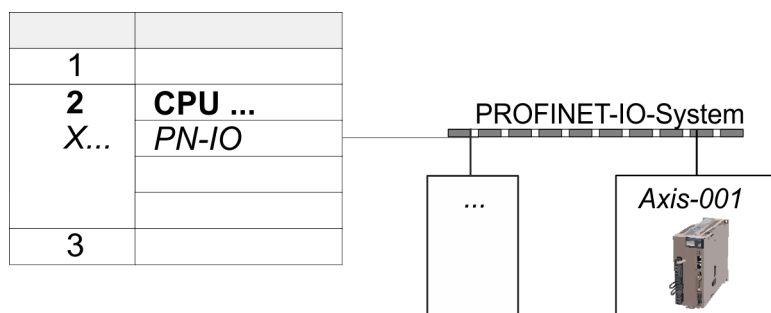 1
2 CPU ...
X... PN-IO
3
PROFINET-IO-System
...
Axis-001